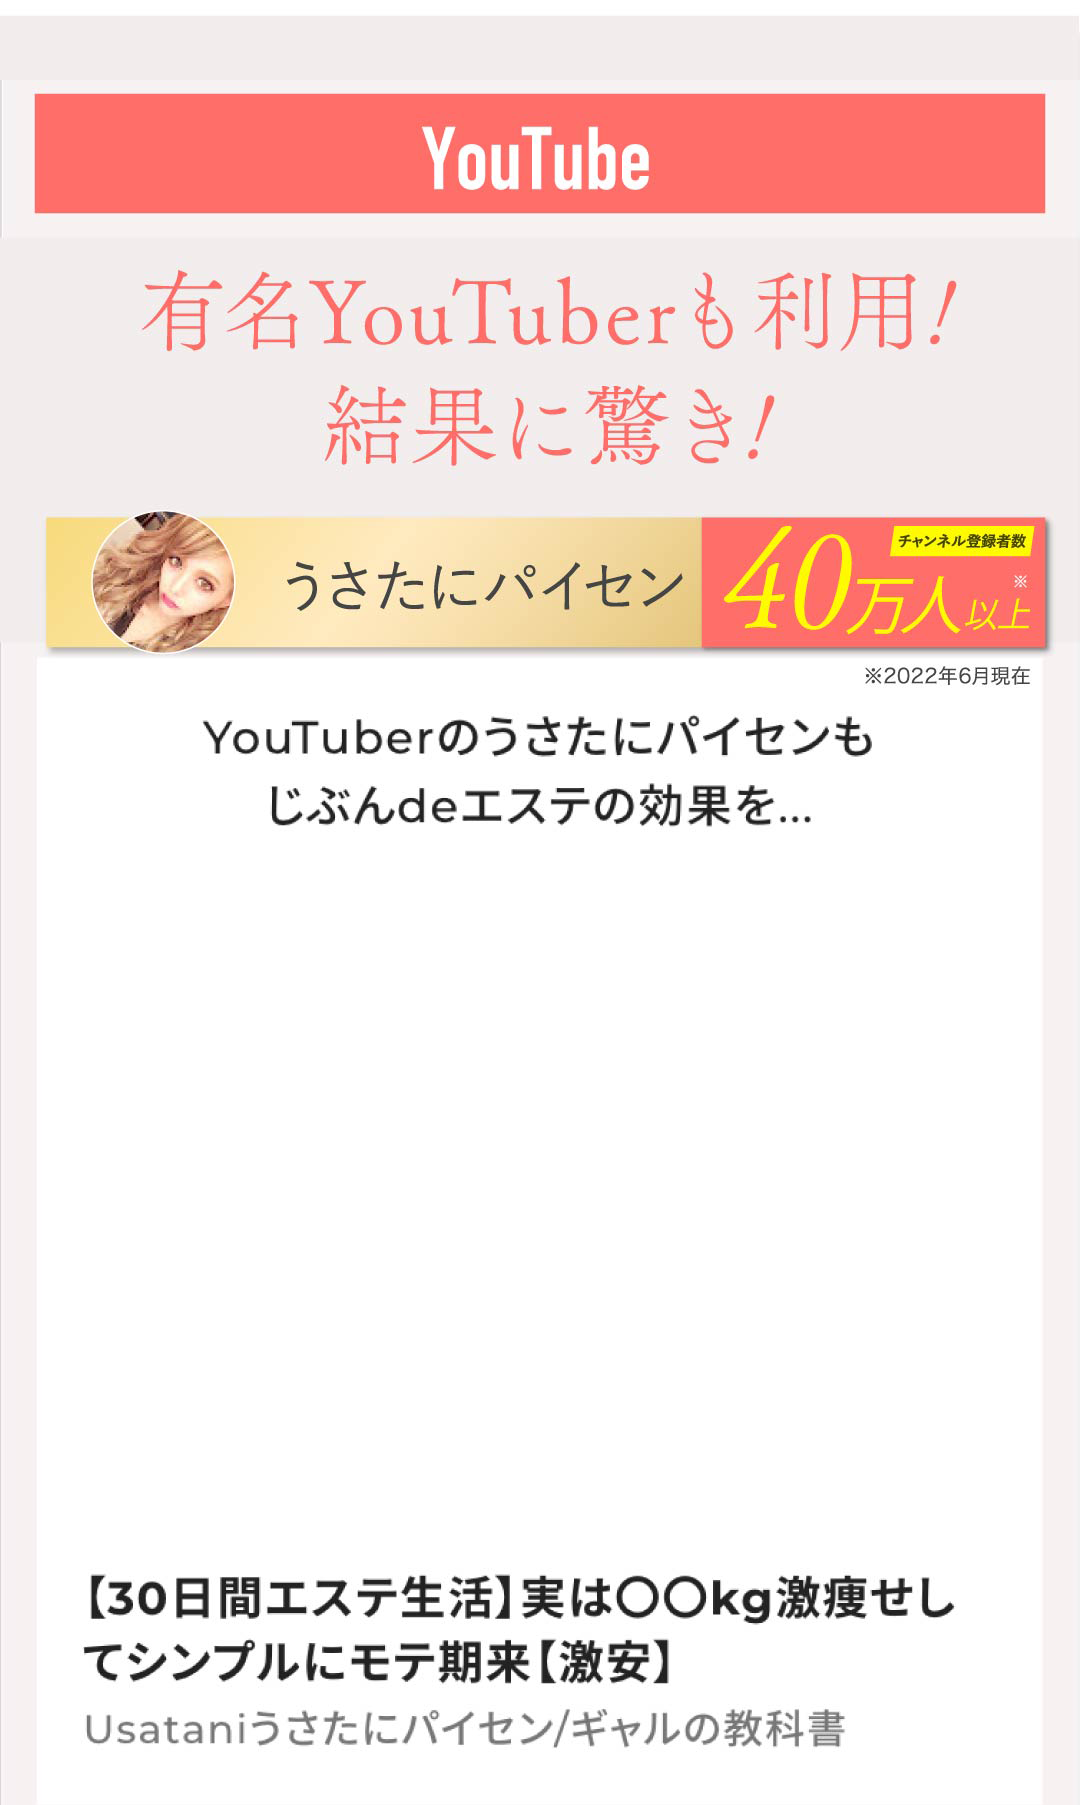 YouTube
有名YouTuberも利用!
結果に驚き!
うさたにパイセン
チャンネル登録者数
40万人以上※
※2022年6月現在
YouTuberのうさたにパイセンも
じぶんdeエステの効果を...
【30日間エステ生活】実は〇〇kg激痩せし
てシンプルにモテ期来【激安】
Usataniうさたにパイセン/ギャルの教科書